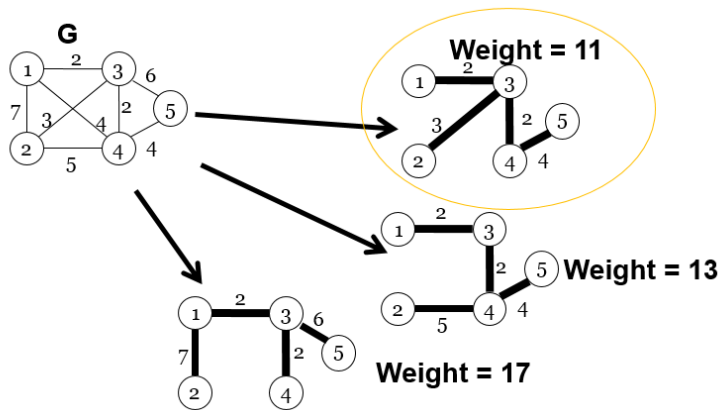 G
1 2 3 6
7 3 4 2 5
2 5 4 4
Weight = 11
1 2 3
3 2 5
2 4 4
1 2 3
2 5 Weight = 13
2 5 4 4
1 2 3 6
7 2 5
2 4
Weight = 17